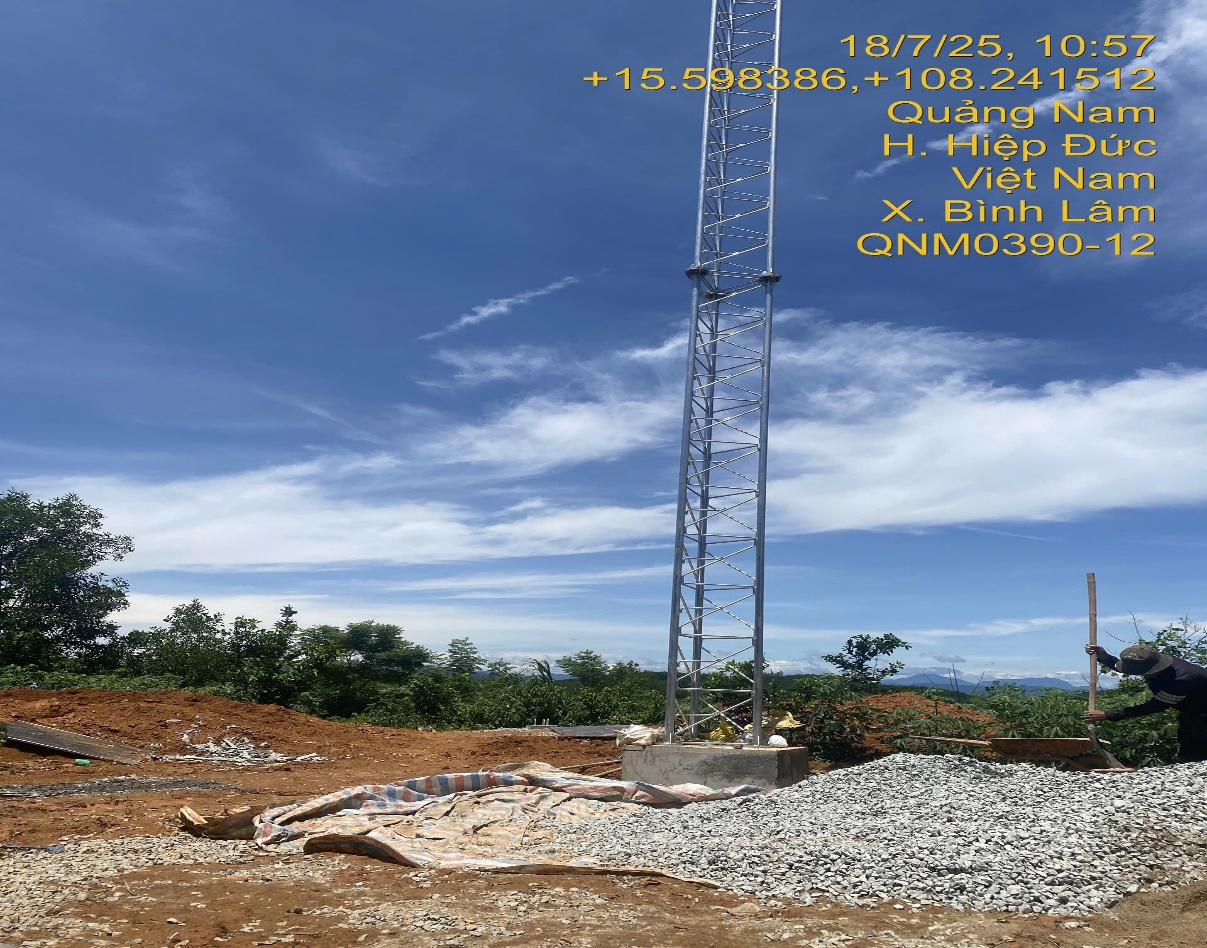 18/7/25, 10:57
+15.598386,+108.241512
Quảng Nam
H. Hiệp Đức
Việt Nam
X. Bình Lâm
QNM0390-12